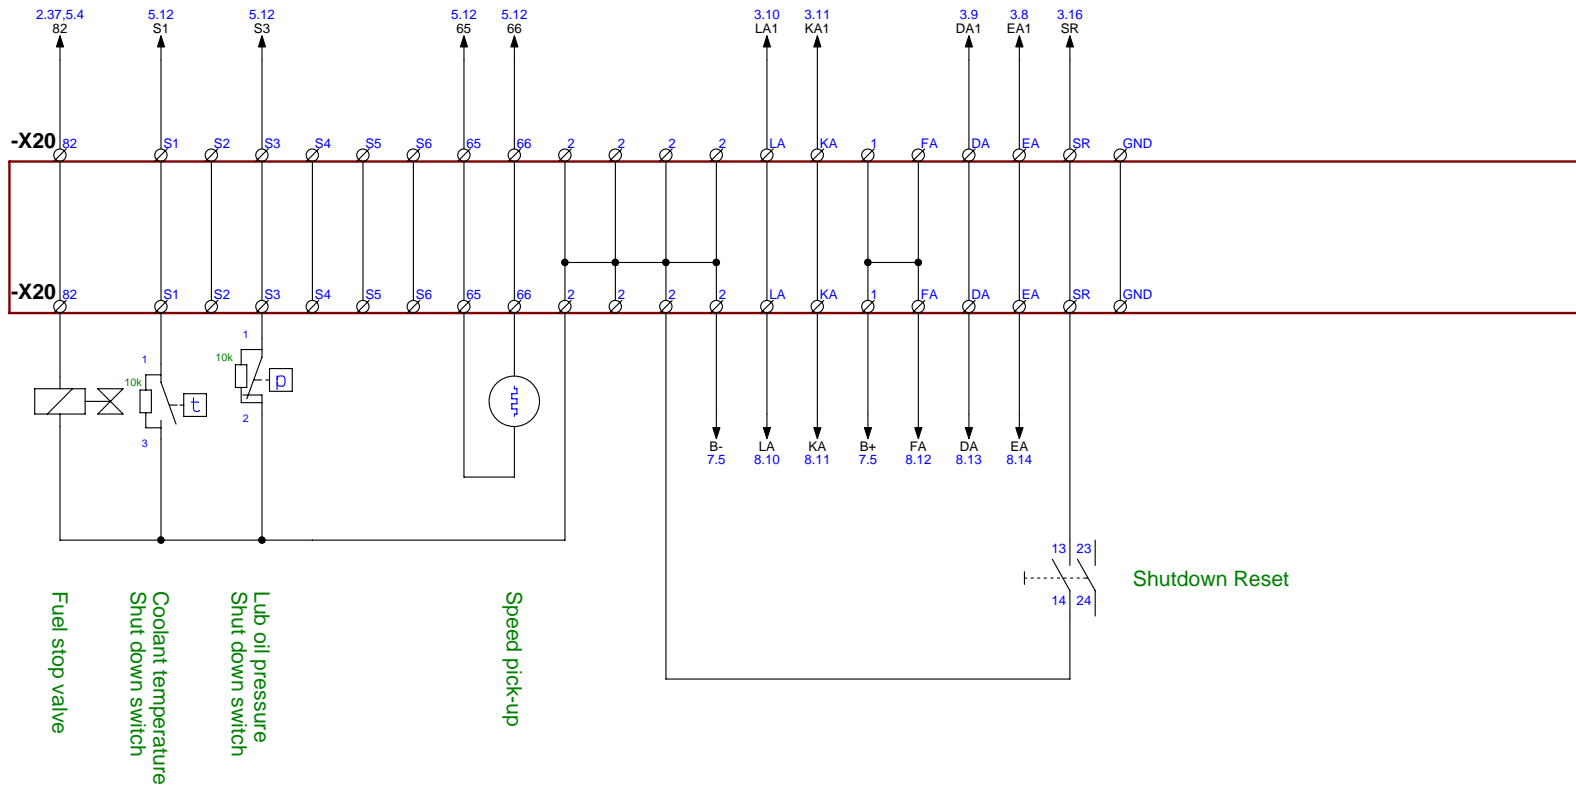 2.37,5.4 5.12 5.12 5.12 5.12 3.10 3.11 3.9 3.8 3.16
82 S1 S3 65 66 LA1 KA1 DA1 EA1 SR
-X20 82 S1 S2 S3 S4 S5 S6 65 66 2 2 2 2 LA KA 1 FA DA EA SR GND
-X20 82 S1 S2 S3 S4 S5 S6 65 66 2 2 2 2 LA KA 1 FA DA EA SR GND
1
10k
p
2
1
10k
t
3
B- LA KA B+ FA DA EA
7.5 8.10 8.11 7.5 8.12 8.13 8.14
13 23
14 24
Shutdown Reset
Fuel stop valve
Coolant temperature
Shut down switch
Lub oil pressure
Shut down switch
Speed pick-up